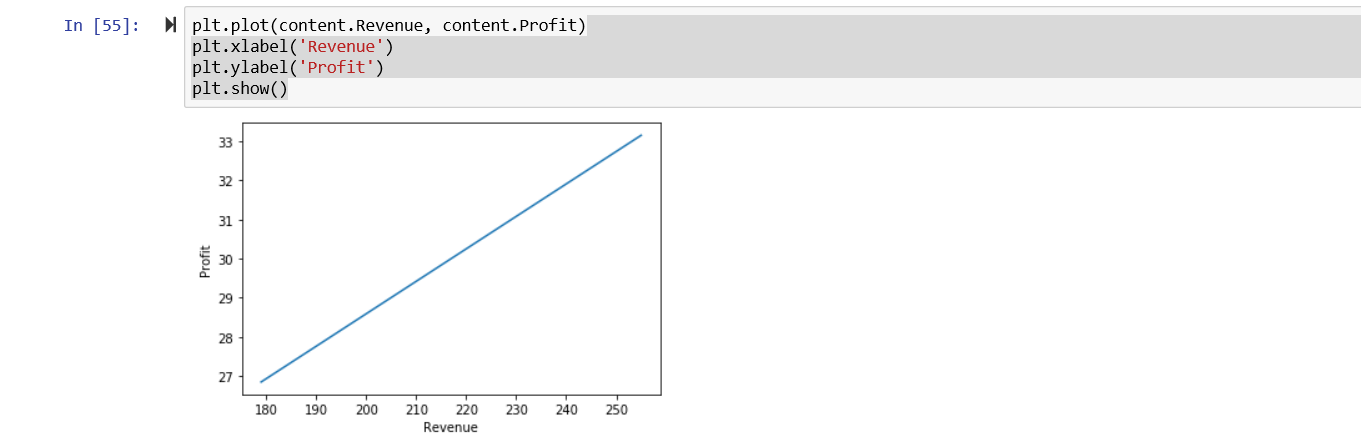 In [55]:
plt.plot(content.Revenue, content.Profit)
plt.xlabel('Revenue')
plt.ylabel('Profit')
plt.show()
33
32
31
30
29
28
27
Profit
180 190 200 210 220 230 240 250
Revenue